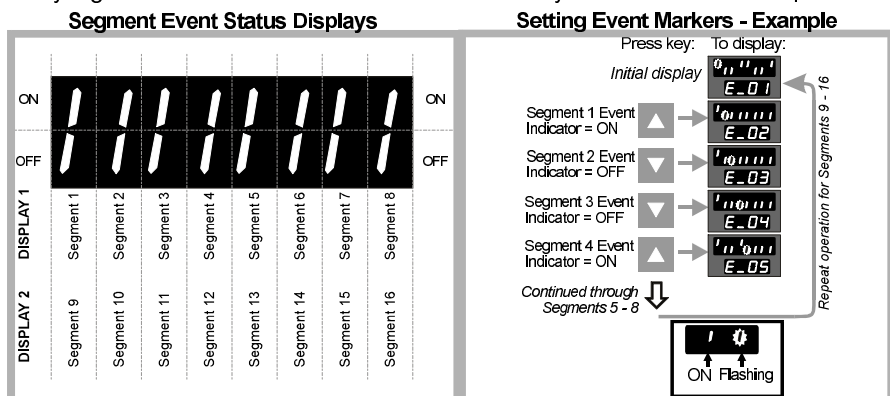 Segment Event Status Displays
ON
ON
OFF
OFF
DISPLAY 1
Segment 1
Segment 2
Segment 3
Segment 4
Segment 5
Segment 6
Segment 7
Segment 8
DISPLAY 2
Segment 9
Segment 10
Segment 11
Segment 12
Segment 13
Segment 14
Segment 15
Segment 16
Setting Event Markers - Example
Press key: To display:
Initial display
E_01
Segment 1 Event
Indicator = ON
E_02
Segment 2 Event
Indicator = OFF
E_03
Segment 3 Event
Indicator = OFF
E_04
Segment 4 Event
Indicator = ON
E_05
Continued through
Segments 5 - 8
Repeat operation for Segments 9 - 16
ON Flashing